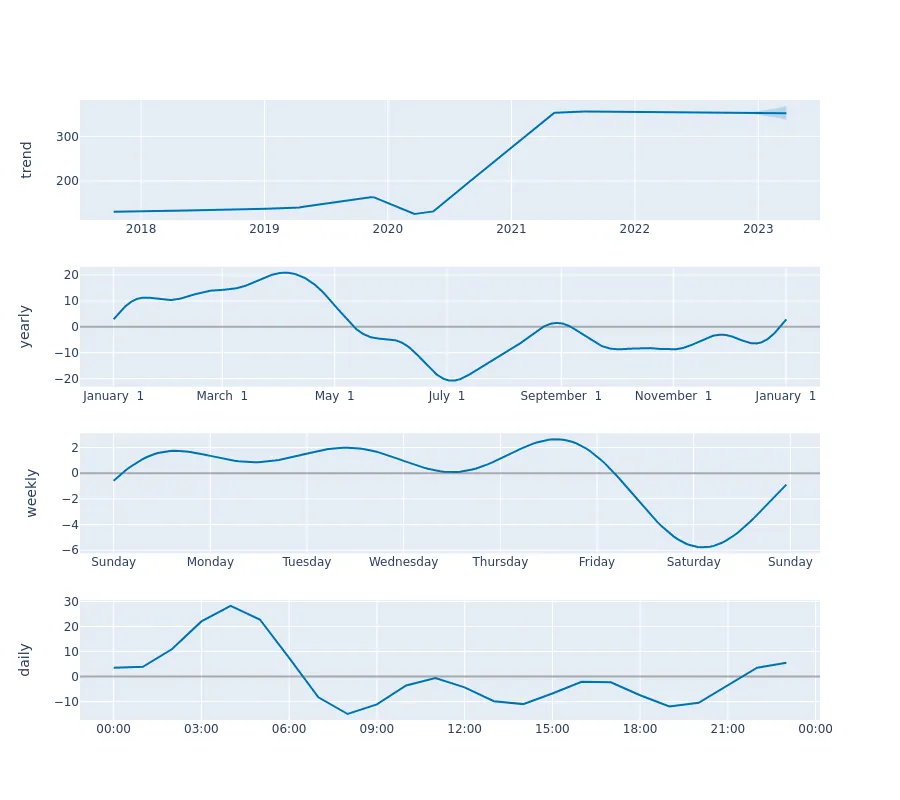 trend
300
200
2018 2019 2020 2021 2022 2023
yearly
20
10
0
−10
−20
January 1 March 1 May 1 July 1 September 1 November 1 January 1
weekly
2
0
−2
−4
−6
Sunday Monday Tuesday Wednesday Thursday Friday Saturday Sunday
daily
30
20
10
0
−10
00:00 03:00 06:00 09:00 12:00 15:00 18:00 21:00 00:00